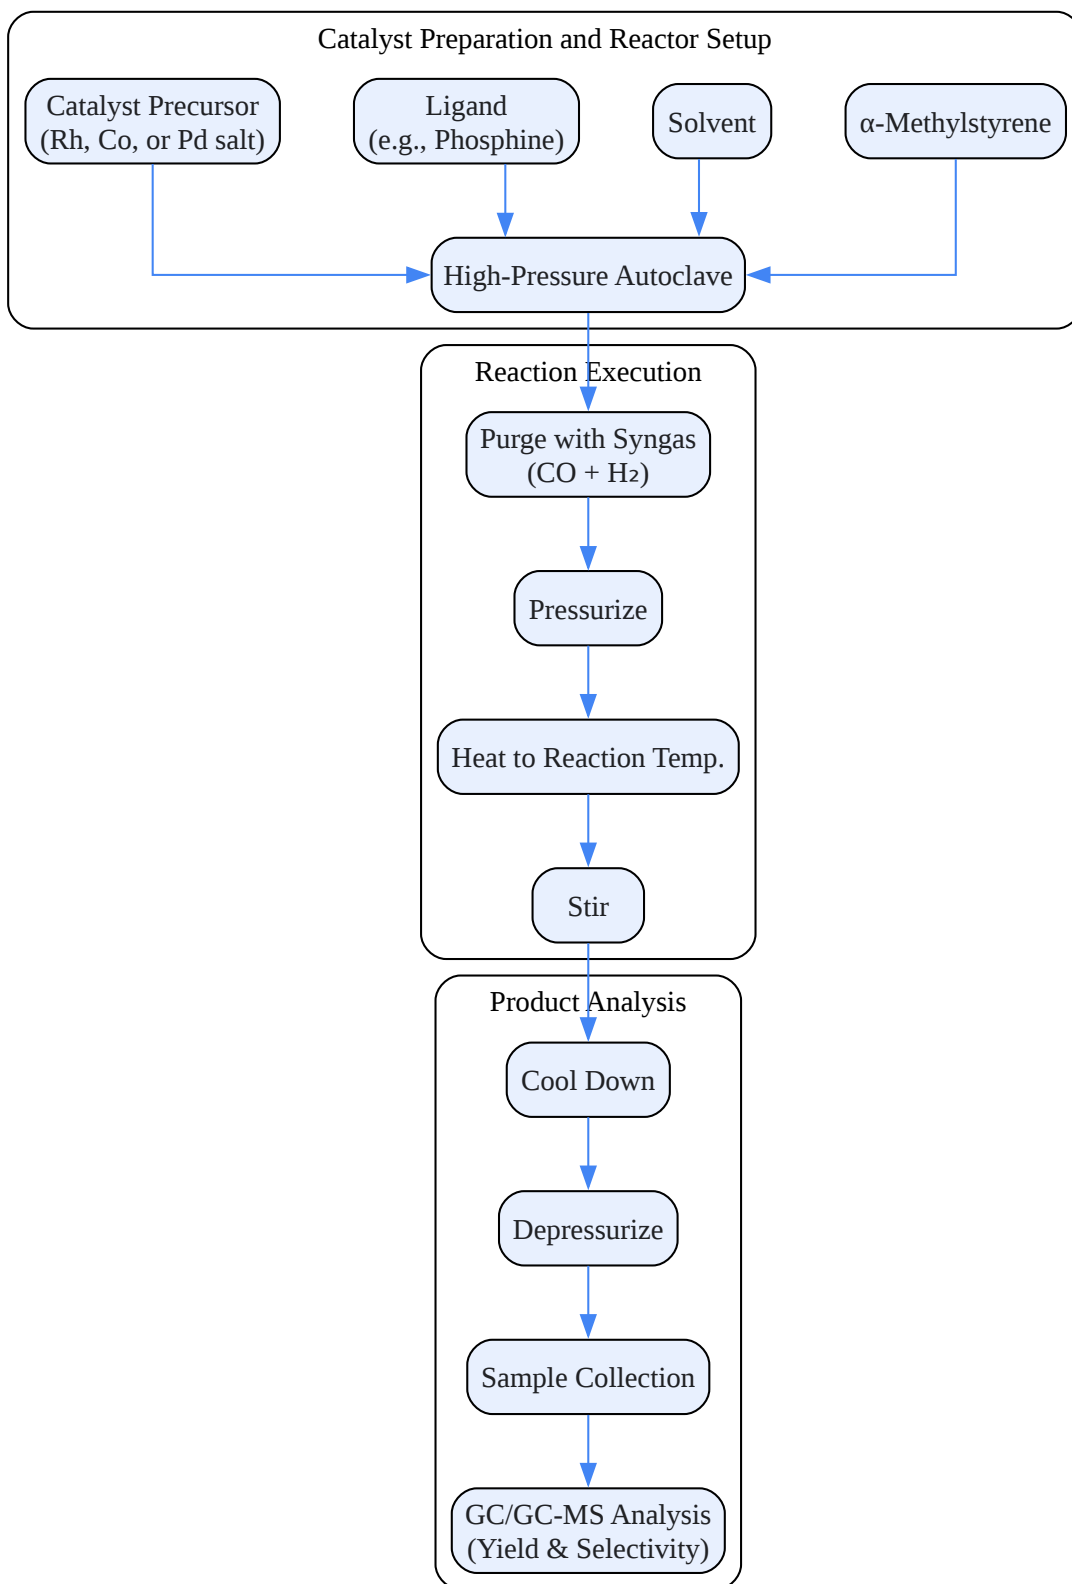 Catalyst Preparation and Reactor Setup
Catalyst Precursor
(Rh, Co, or Pd salt)
Ligand
(e.g., Phosphine)
Solvent
α-Methylstyrene
High-Pressure Autoclave
Reaction Execution
Purge with Syngas
(CO + H₂)
Pressurize
Heat to Reaction Temp.
Stir
Product Analysis
Cool Down
Depressurize
Sample Collection
GC/GC-MS Analysis
(Yield & Selectivity)